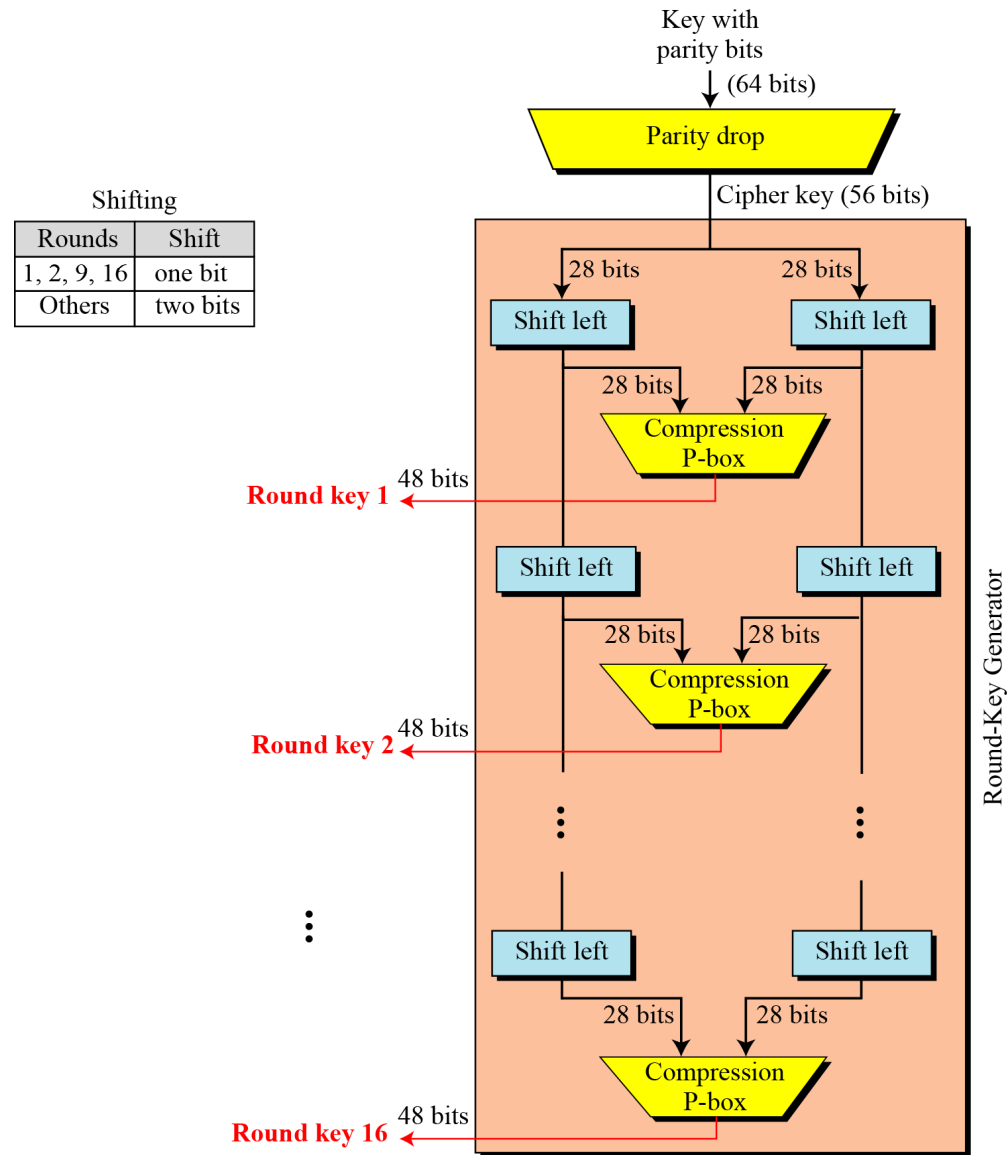 Key with
parity bits
(64 bits)
Parity drop
Cipher key (56 bits)
Shifting
Rounds Shift
1, 2, 9, 16 one bit
Others two bits
28 bits 28 bits
Shift left Shift left
28 bits 28 bits
Compression
P-box
48 bits
Round key 1
Shift left Shift left
28 bits 28 bits
Compression
P-box
48 bits
Round key 2
Round-Key Generator
Shift left Shift left
28 bits 28 bits
Compression
P-box
48 bits
Round key 16